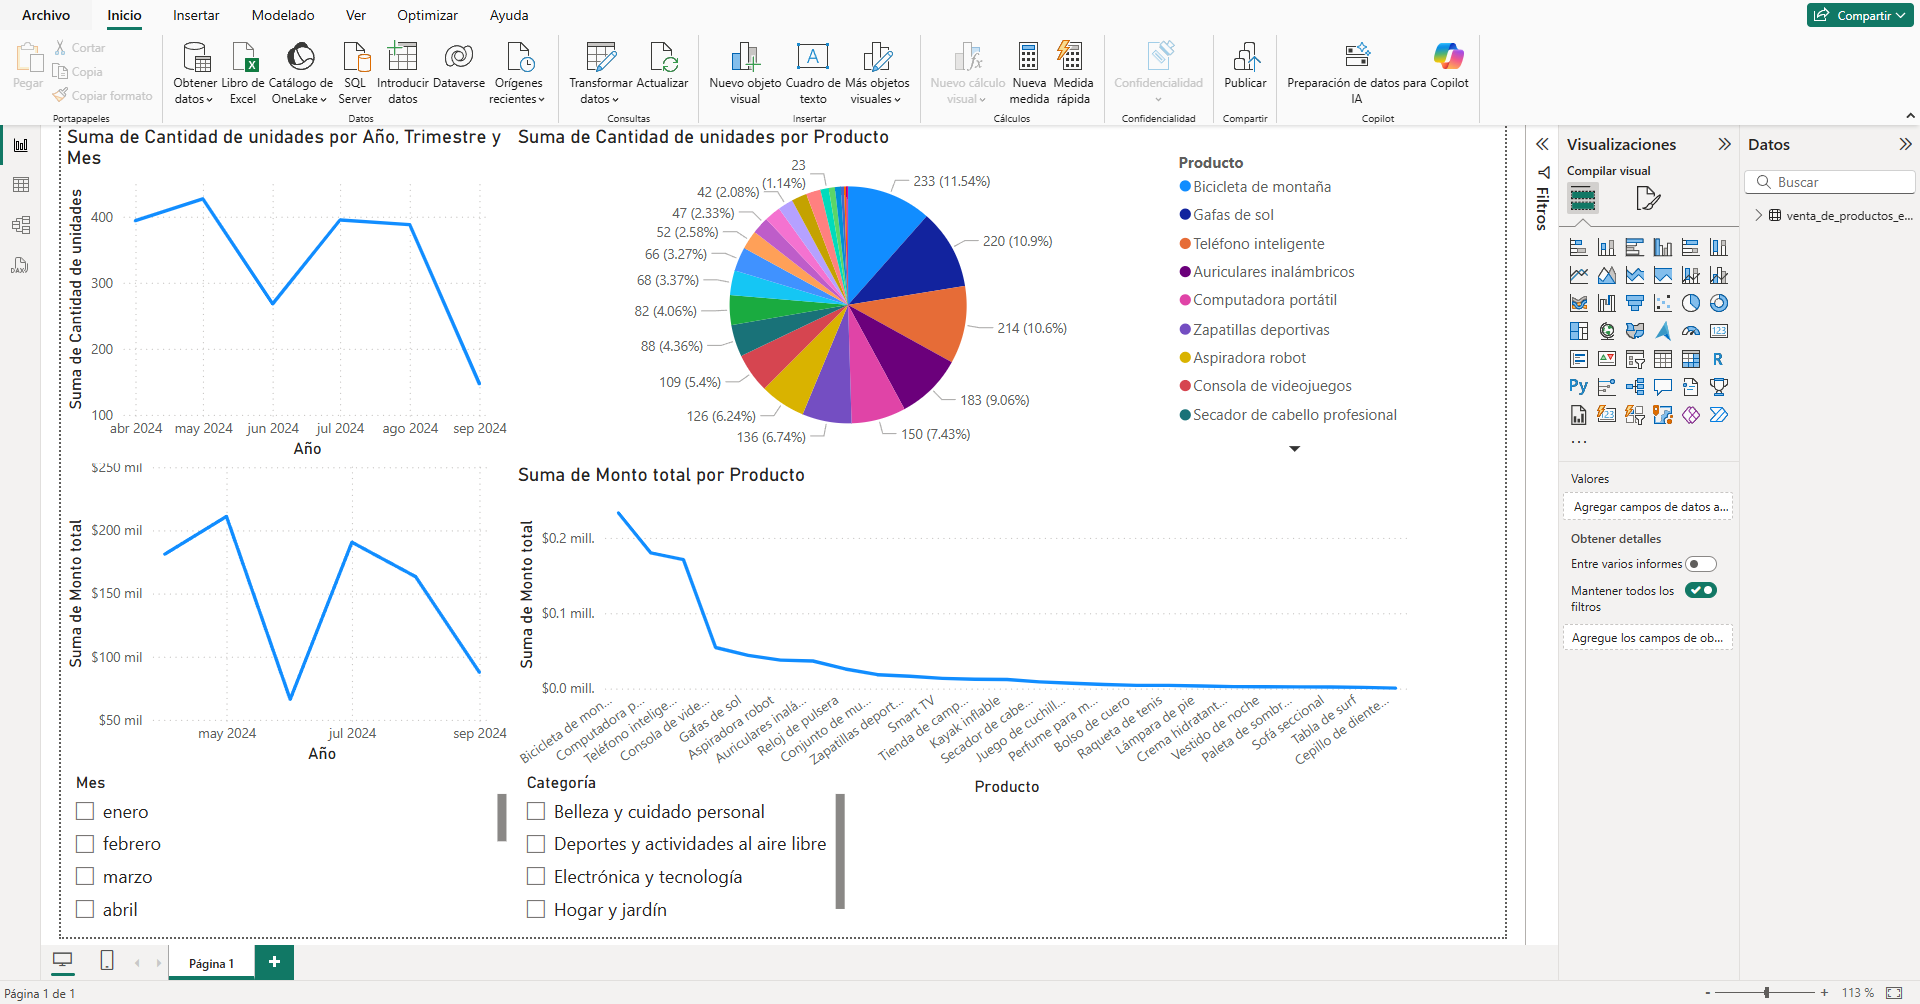 Archivo
Inicio
Insertar
Modelado
Ver
Optimizar
Ayuda
Compartir
Pegar
Cortar
Copia
Copiar formato
Portapapeles
Obtener datos
Libro de Excel
Catálogo de OneLake
SQL Server
Introducir datos
Dataverse
Orígenes recientes
Datos
Transformar datos
Actualizar
Consultas
Nuevo objeto visual
Cuadro de texto
Más objetos visuales
Insertar
Nuevo cálculo visual
Nueva medida
Medida rápida
Cálculos
Confidencialidad
Confidencialidad
Publicar
Compartir
Preparación de datos para IA
Copilot
Copilot
Suma de Cantidad de unidades por Año, Trimestre y
Mes
Suma de Cantidad de unidades
400
300
200
100
abr 2024
may 2024
jun 2024
jul 2024
ago 2024
sep 2024
Año
Suma de Cantidad de unidades por Producto
233 (11.54%)
220 (10.9%)
214 (10.6%)
183 (9.06%)
150 (7.43%)
136 (6.74%)
126 (6.24%)
109 (5.4%)
88 (4.36%)
82 (4.06%)
68 (3.37%)
66 (3.27%)
52 (2.58%)
47 (2.33%)
42 (2.08%)
23
(1.14%)
Producto
Bicicleta de montaña
Gafas de sol
Teléfono inteligente
Auriculares inalámbricos
Computadora portátil
Zapatillas deportivas
Aspiradora robot
Consola de videojuegos
Secador de cabello profesional
Suma de Monto total
$250 mil
$200 mil
$150 mil
$100 mil
$50 mil
may 2024
jul 2024
sep 2024
Año
Suma de Monto total por Producto
Suma de Monto total
$0.2 mill.
$0.1 mill.
$0.0 mill.
Bicicleta de mon...
Computadora p...
Teléfono intelige...
Consola de vide...
Gafas de sol
Aspiradora robot
Auriculares inalá...
Reloj de pulsera
Conjunto de mu...
Zapatillas deport...
Smart TV
Tienda de camp...
Kayak inflable
Secador de cabe...
Juego de cuchill...
Perfume para m...
Bolso de cuero
Raqueta de tenis
Lámpara de pie
Crema hidratant...
Vestido de noche
Paleta de sombr...
Sofá seccional
Tabla de surf
Cepillo de diente...
Producto
Mes
enero
febrero
marzo
abril
Categoría
Belleza y cuidado personal
Deportes y actividades al aire libre
Electrónica y tecnología
Hogar y jardín
Filtros
Visualizaciones
Compilar visual
Valores
Agregar campos de datos a...
Obtener detalles
Entre varios informes
Mantener todos los
filtros
Agregue los campos de ob...
Datos
Buscar
venta_de_productos_e...
Página 1
Página 1 de 1
113 %